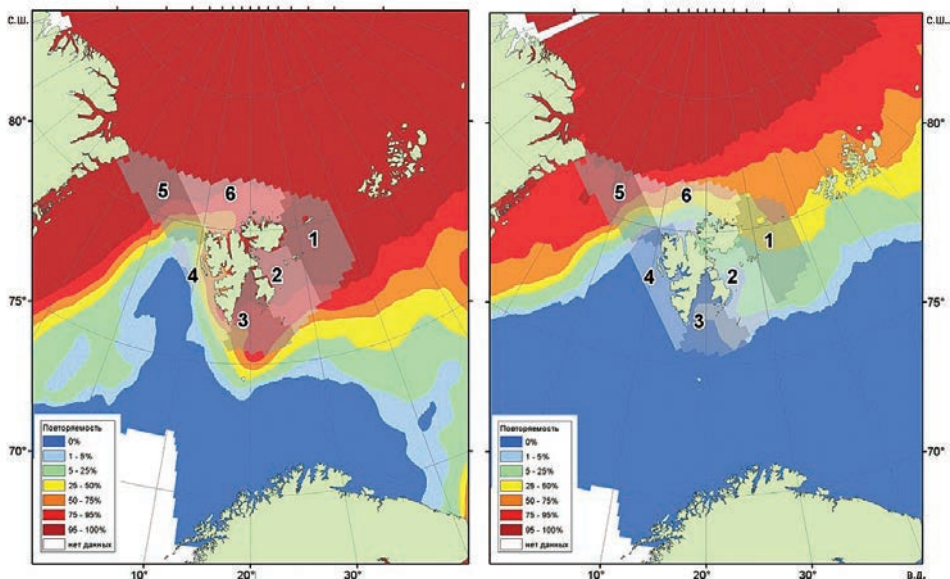 С.Ш.
80°
75°
70°
5
6
1
4
2
3
Повторяемость
0%
1 - 5%
5 - 25%
25 - 50%
50 - 75%
75 - 95%
95 - 100%
нет данных
10°
20°
30°
С.Ш.
80°
75°
70°
5
6
1
4
2
3
Повторяемость
0%
1 - 5%
5 - 25%
25 - 50%
50 - 75%
75 - 95%
95 - 100%
нет данных
10°
20°
30°
В.Д.